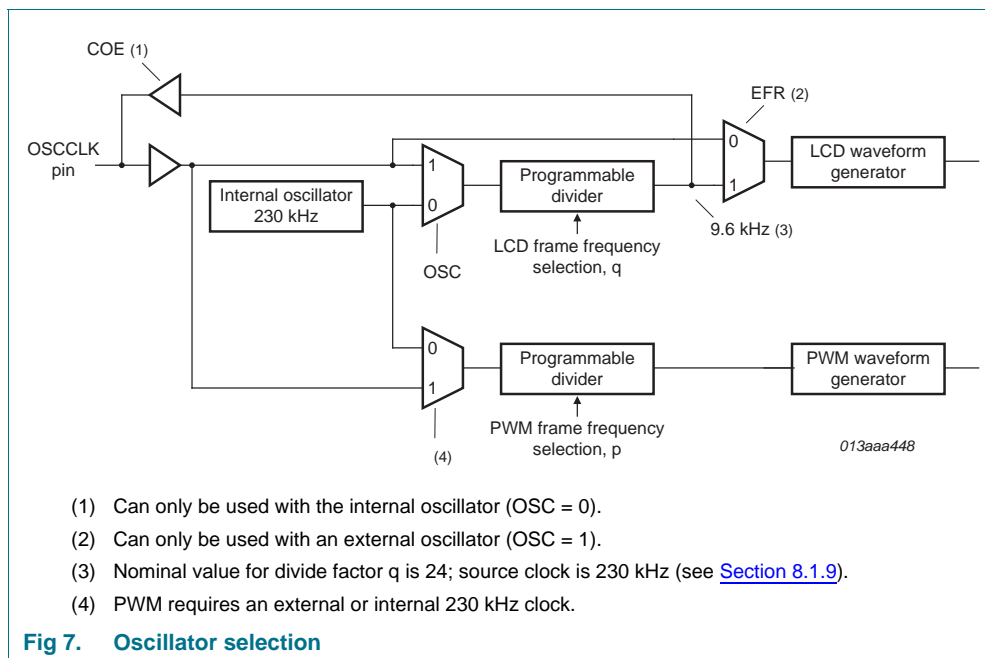 COE (1)
EFR (2)
OSCCLK
pin
0
1
LCD waveform
generator
1
0
Programmable
divider
Internal oscillator
230 kHz
9.6 kHz (3)
LCD frame frequency
selection, q
OSC
0
1
Programmable
divider
PWM waveform
generator
PWM frame frequency
selection, p
(4)
013aaa448
(1) Can only be used with the internal oscillator (OSC = 0).
(2) Can only be used with an external oscillator (OSC = 1).
(3) Nominal value for divide factor q is 24; source clock is 230 kHz (see Section 8.1.9).
(4) PWM requires an external or internal 230 kHz clock.
Fig 7. Oscillator selection